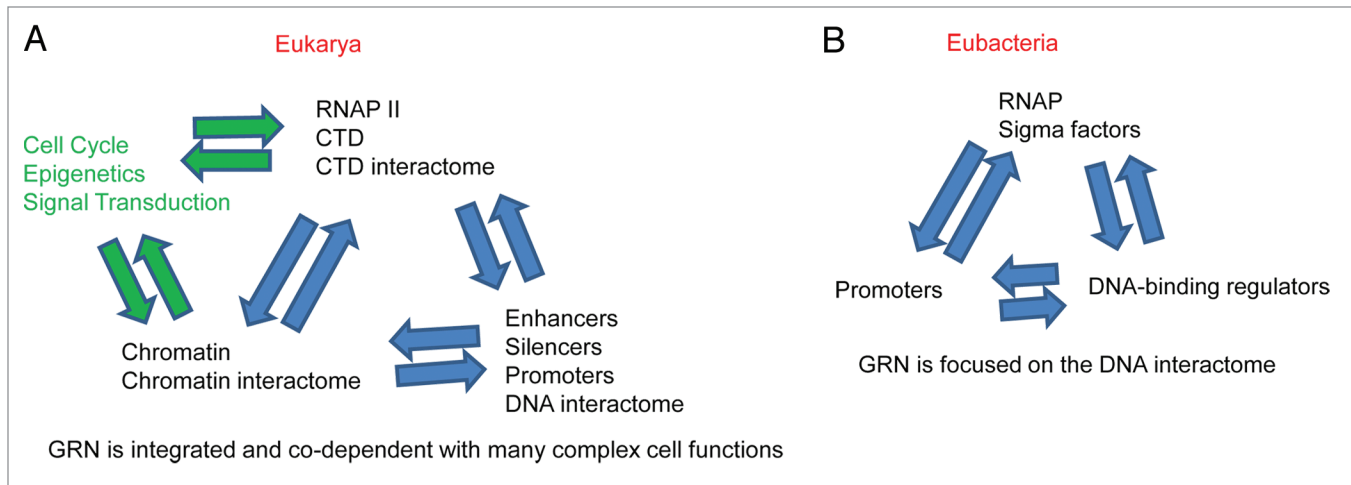 A
Eukarya
RNAP II
CTD
CTD interactome
Cell Cycle
Epigenetics
Signal Transduction
Chromatin
Chromatin interactome
Enhancers
Silencers
Promoters
DNA interactome
GRN is integrated and co-dependent with many complex cell functions
B
Eubacteria
RNAP
Sigma factors
Promoters
DNA-binding regulators
GRN is focused on the DNA interactome